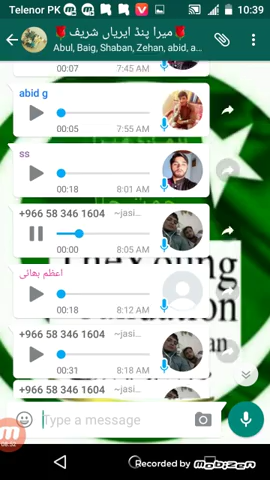 Telenor PK
10:39
🌹میرا پنڈ ایریاں شریف🌹
Abul, Baig, Shaban, Zehan, abid, a...
00:07 7:45 AM
abid g
00:05 7:55 AM
ss
00:18 8:01 AM
+966 58 346 1604 ~jasi...
00:00 8:05 AM
اعظم بھائی
00:18 8:12 AM
+966 58 346 1604 ~jasi...
00:31 8:18 AM
+966 58 346 1604 ~jasi...
Type a message
Recorded by mobizen